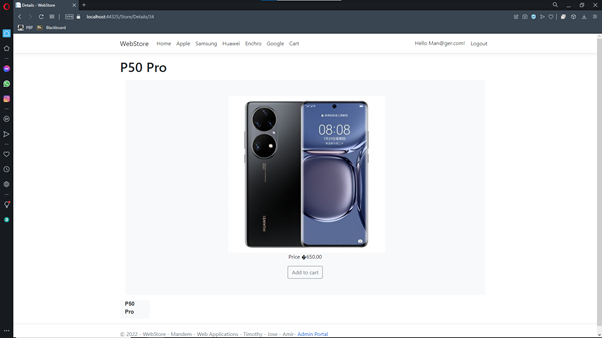 Details - WebStore
localhost:44325/Store/Details/34
PBP
Blackboard
WebStore Home Apple Samsung Huawei Enchro Google Cart Hello Man@ger.com! Logout
P50 Pro
08:08
HUAWEI
Price �650.00
Add to cart
P50
Pro
© 2022 - WebStore - Mandem - Web Applications - Timothy - Jose - Amir- Admin Portal